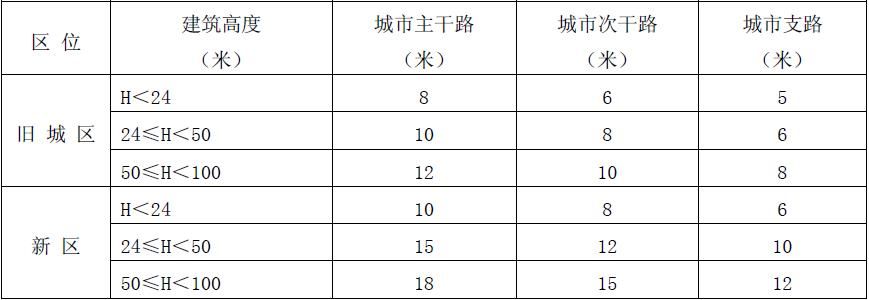 区 位 建筑高度（米） 城市主干路（米） 城市次干路（米） 城市支路（米）
旧 城 区 H＜24 8 6 5
24≤H＜50 10 8 6
50≤H＜100 12 10 8
新 区 H＜24 10 8 6
24≤H＜50 15 12 10
50≤H＜100 18 15 12